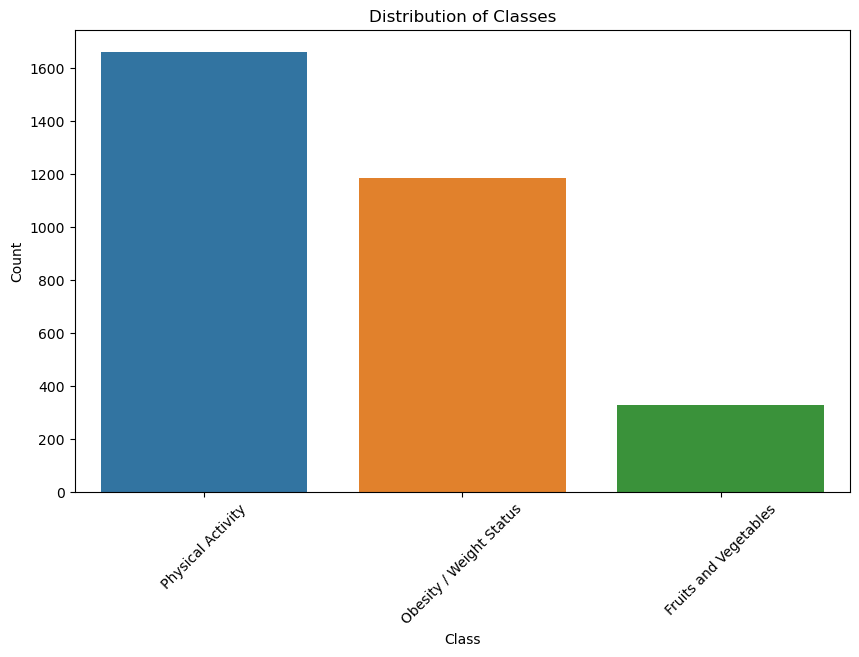 Distribution of Classes
Count
1600
1400
1200
1000
800
600
400
200
0
Physical Activity
Obesity / Weight Status
Fruits and Vegetables
Class